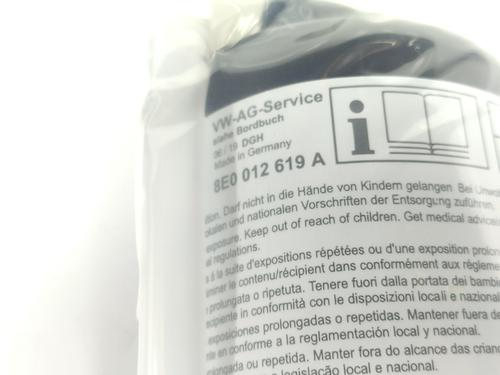 VW-AG-Service
siehe Bordbuch
06 / 19 DGH
Made in Germany
8E0 012 619 A
i
Darf nicht in die Hände von Kindern gelangen. Bei
und nationalen Vorschriften der Entsorgung zuführen.
Keep out of reach of children. Get medical
regulations.
à la suite d'expositions répétées ou d'une exposition
le contenu/récipient dans conformément aux
prolungata o ripetuta. Tenere fuori dalla portata dei
in conformità con le disposizioni locali e
exposiciones prolongadas o repetidas. Mantener fuera de
en conforme a la reglamentación local y nacional.
ou repetida. Manter fora do alcance das
legislação local e nacional.